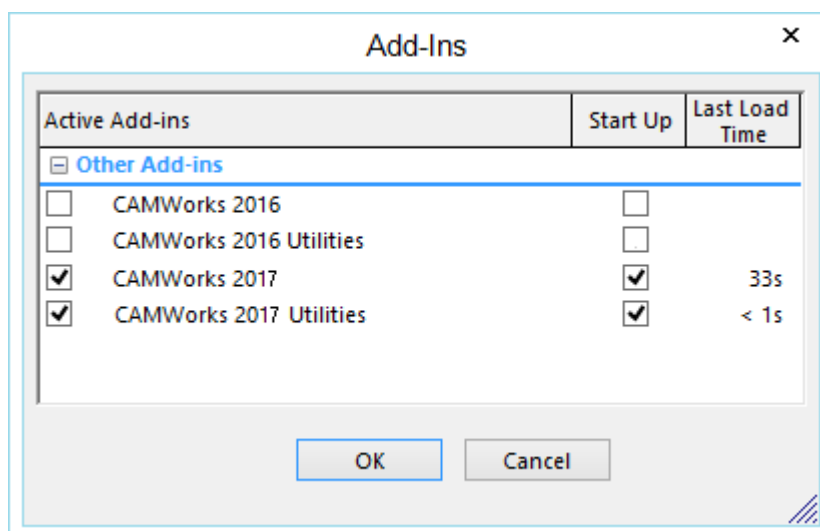 Add-Ins
Active Add-ins Start Up Last Load Time
Other Add-ins
CAMWorks 2016
CAMWorks 2016 Utilities
CAMWorks 2017 33s
CAMWorks 2017 Utilities < 1s
OK Cancel